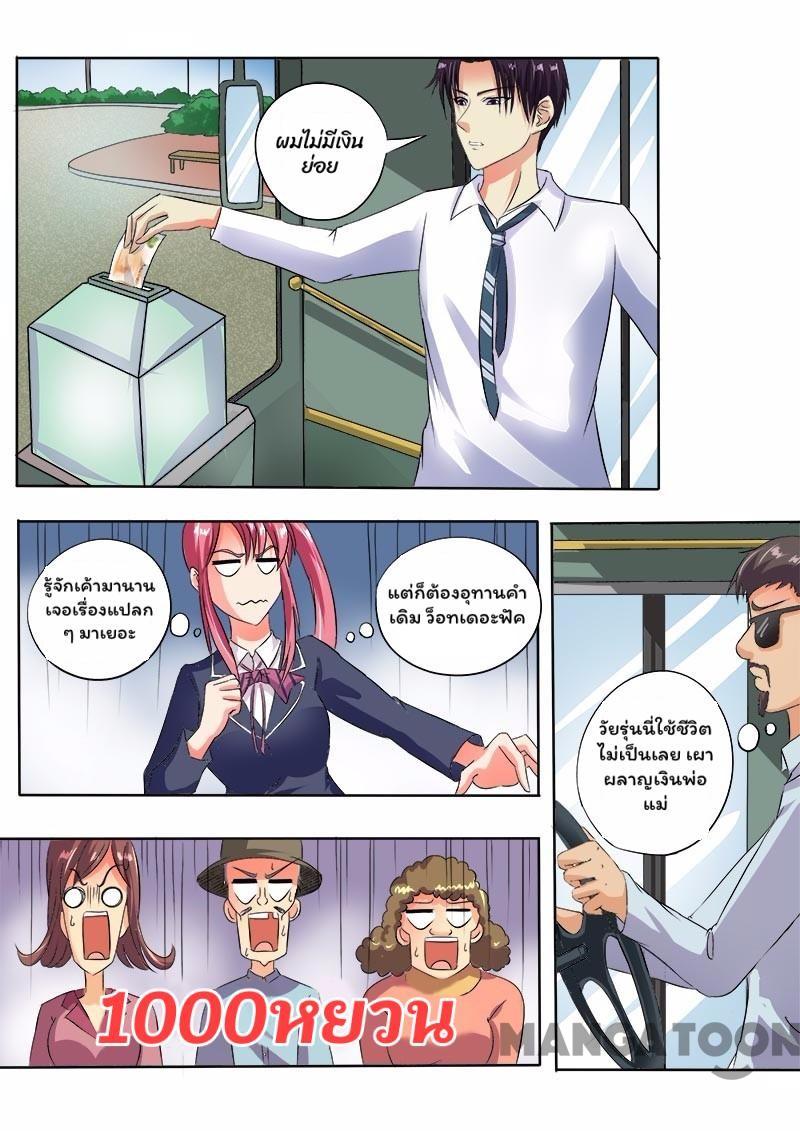 ผมไม่มีเงิน
ย่อย
รู้จักเค้ามานาน
เจอเรื่องแปลก
ๆ มาเยอะ
แต่ก็ต้องอุทานคำ
เดิม ว็อทเดอะฟัค
วัยรุ่นนี่ใช้ชีวิต
ไม่เป็นเลย เผา
ผลาญเงินพ่อ
แม่
1000หยวน
MANGATOON